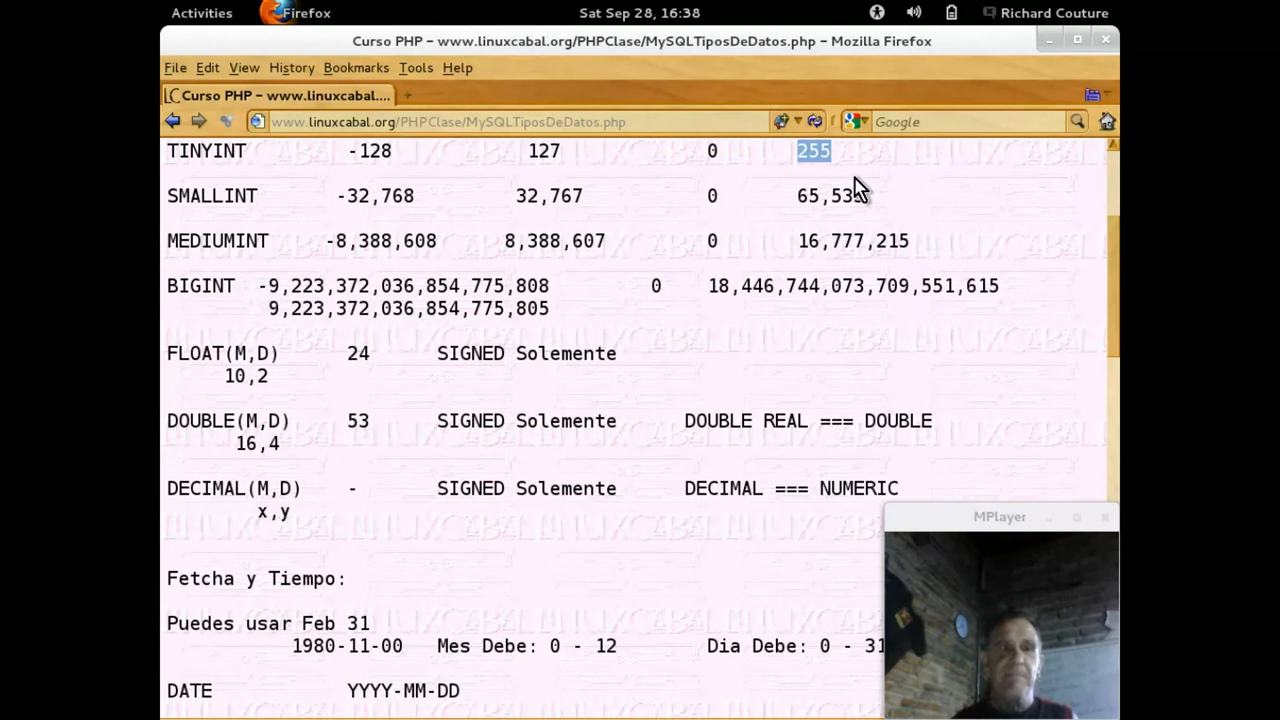 Activities Firefox Sat Sep 28, 16:38 Richard Couture
Curso PHP – www.linuxcabal.org/PHPClase/MySQLTiposDeDatos.php – Mozilla Firefox
File Edit View History Bookmarks Tools Help
Curso PHP – www.linuxcabal....
www.linuxcabal.org/PHPClase/MySQLTiposDeDatos.php Google
TINYINT -128 127 0 255
SMALLINT -32,768 32,767 0
MEDIUMINT -8,388,608 8,388,607 0 16,777,215
BIGINT -9,223,372,036,854,775,808 0 18,446,744,073,709,551,615
9,223,372,036,854,775,805
FLOAT(M,D) 24 SIGNED Solemente
10,2
DOUBLE(M,D) 53 SIGNED Solemente DOUBLE REAL === DOUBLE
16,4
DECIMAL(M,D) - SIGNED Solemente DECIMAL === NUMERIC
x,y
MPlayer
Fetcha y Tiempo:
Puedes usar Feb 31
1980-11-00 Mes Debe: 0 - 12 Dia Debe: 0 - 31
DATE YYYY-MM-DD